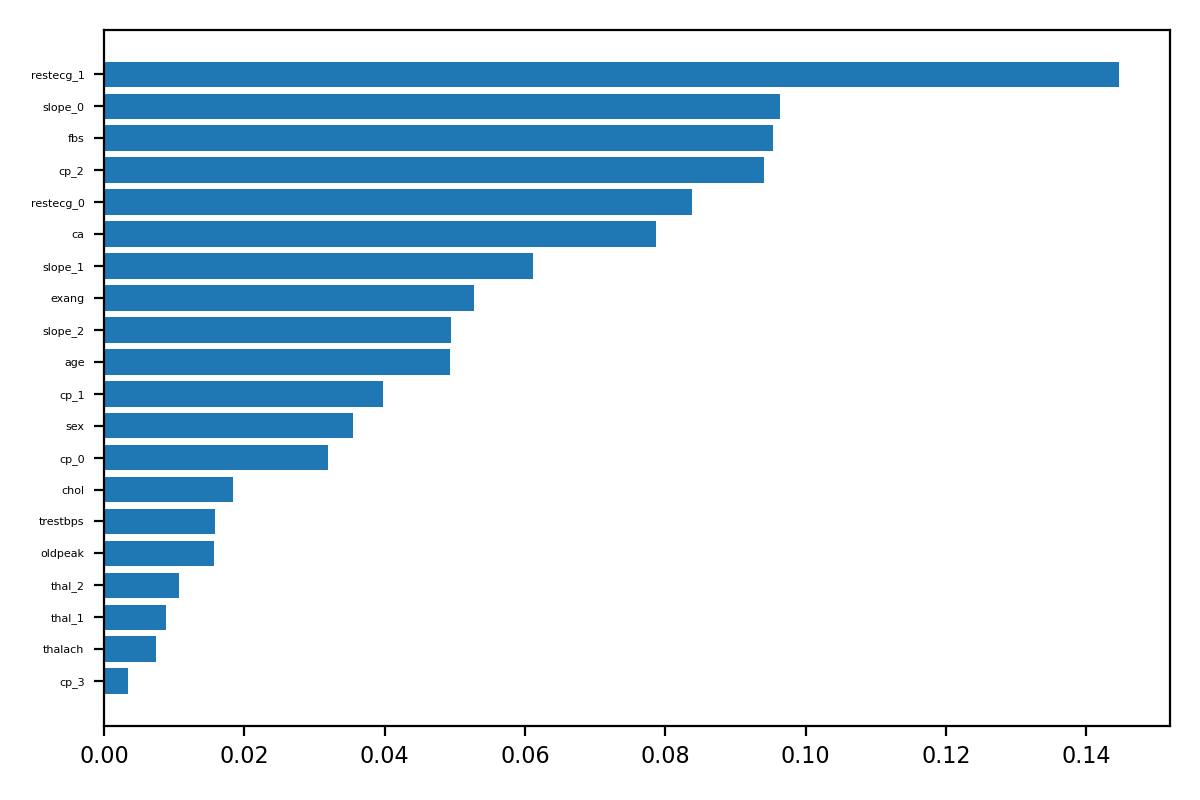 restecg_1
slope_0
fbs
cp_2
restecg_0
ca
slope_1
exang
slope_2
age
cp_1
sex
cp_0
chol
trestbps
oldpeak
thal_2
thal_1
thalach
cp_3
0.00 0.02 0.04 0.06 0.08 0.10 0.12 0.14